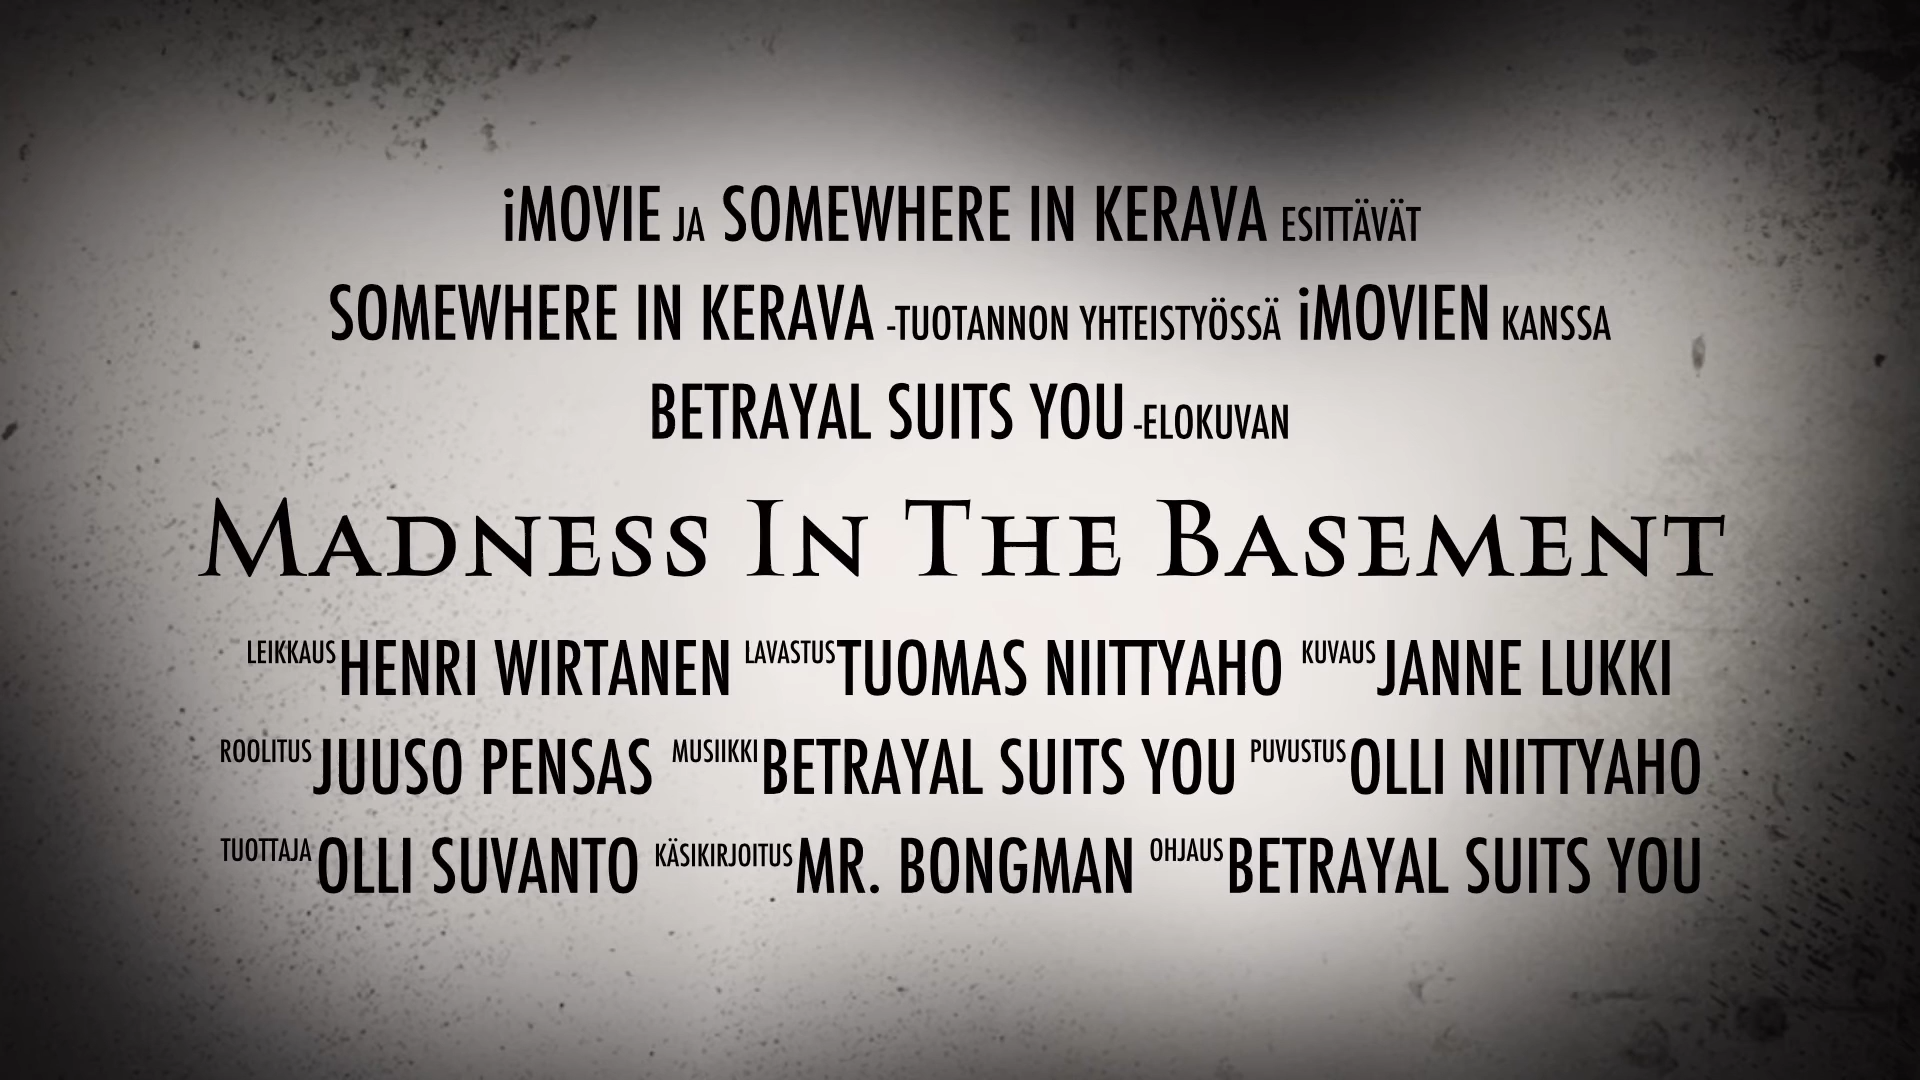 iMOVIE JA SOMEWHERE IN KERAVA ESITTÄVÄT
SOMEWHERE IN KERAVA -TUOTANNON YHTEISTYÖSSÄ iMOVIEN KANSSA
BETRAYAL SUITS YOU -ELOKUVAN
MADNESS IN THE BASEMENT
LEIKKAUS HENRI WIRTANEN LAVASTUS TUOMAS NIITTYAHO KUVAUS JANNE LUKKI
ROOLITUS JUUSO PENSAS MUSIIKKI BETRAYAL SUITS YOU PUVUSTUS OLLI NIITTYAHO
TUOTTAJA OLLI SUVANTO KÄSIKIRJOITUS MR. BONGMAN OHJAUS BETRAYAL SUITS YOU